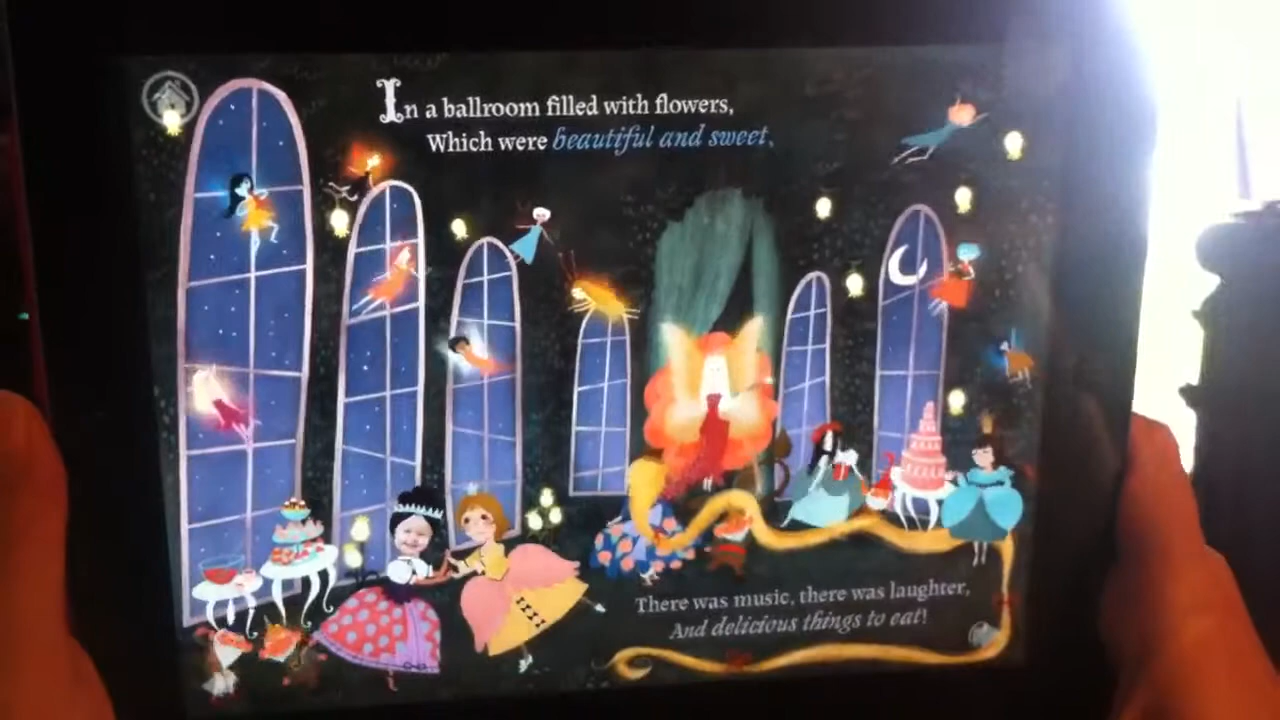 In a ballroom filled with flowers,
Which were beautiful and sweet,
There was music, there was laughter,
And delicious things to eat!